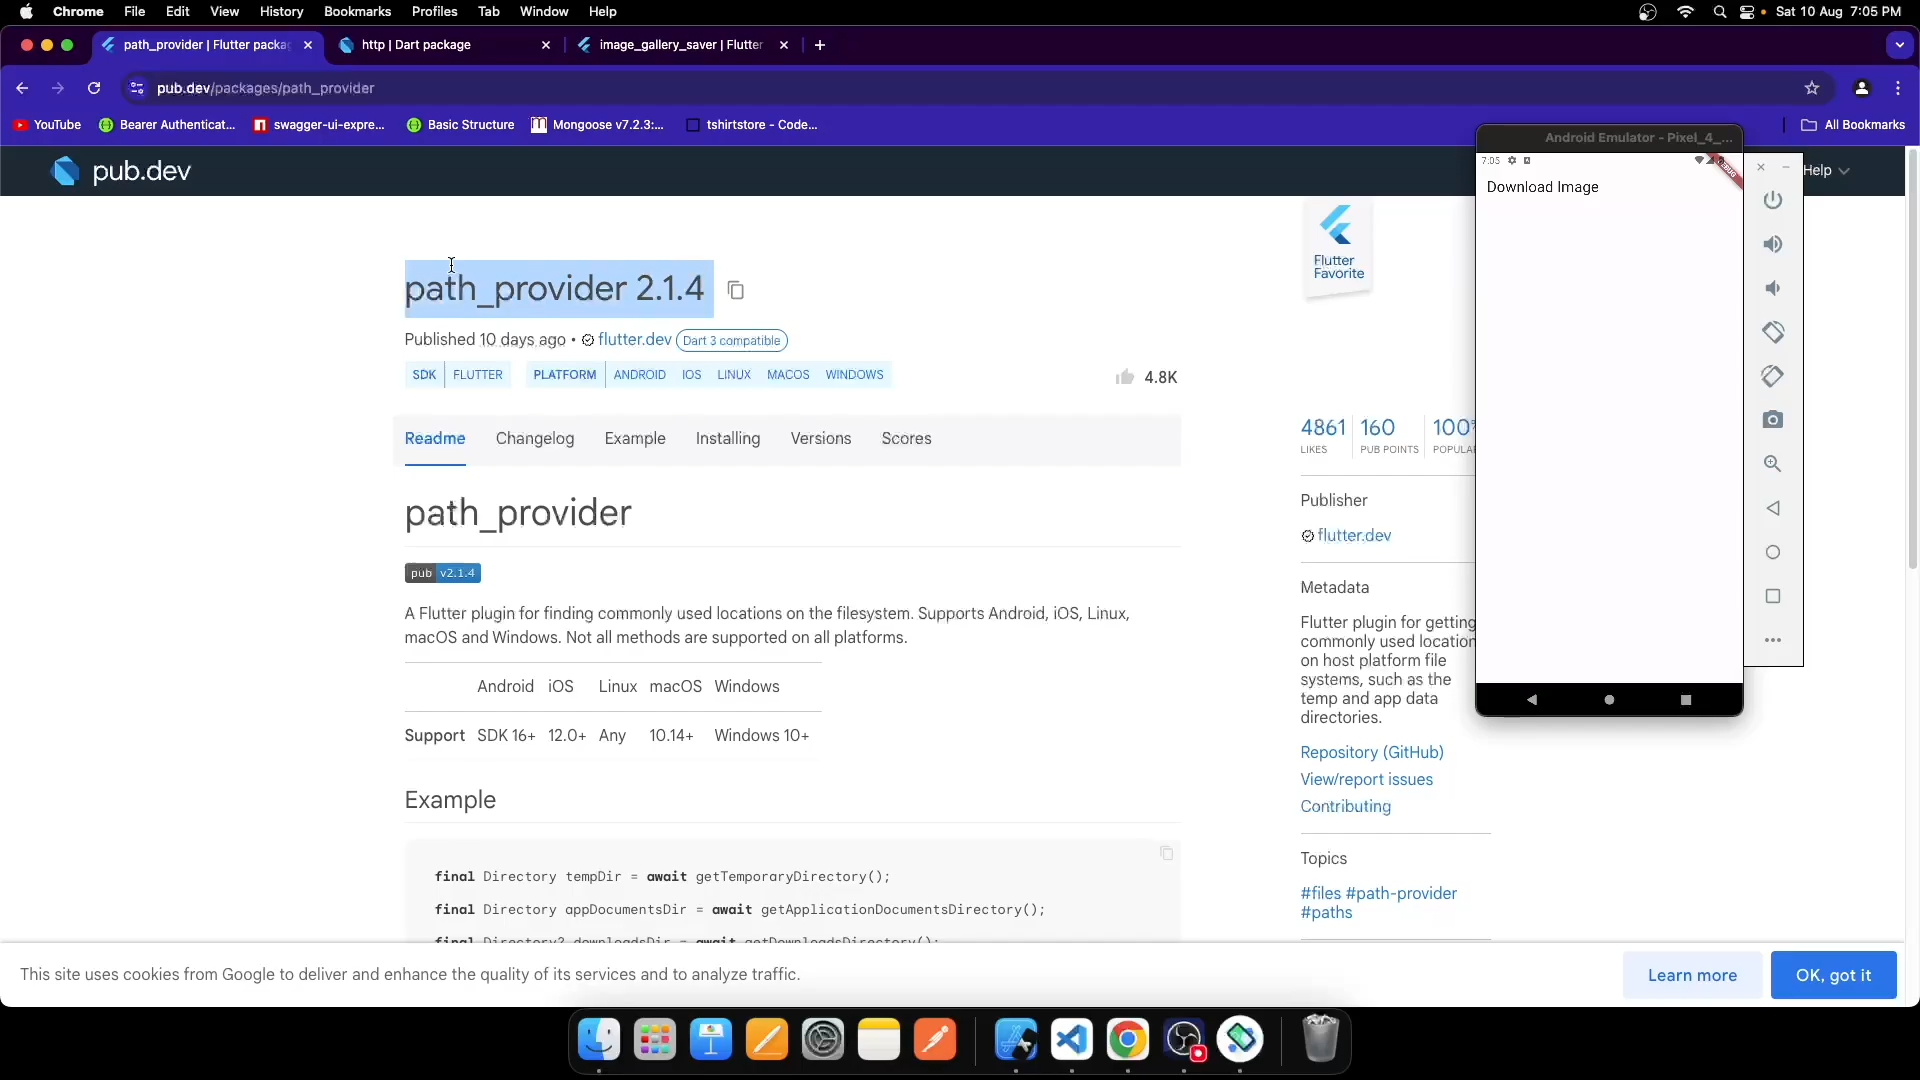 Chrome File Edit View History Bookmarks Profiles Tab Window Help Sat 10 Aug 7:05 PM
path_provider | Flutter packa http | Dart package image_gallery_saver | Flutter
pub.dev/packages/path_provider
YouTube Bearer Authenticat... swagger-ui-expre... Basic Structure Mongoose v7.2.3:... tshirtstore - Code... All Bookmarks
Android Emulator - Pixel_4_...
pub.dev Help
7:05
Download Image
path_provider 2.1.4
Flutter
Favorite
Published 10 days ago • flutter.dev Dart 3 compatible
SDK FLUTTER PLATFORM ANDROID IOS LINUX MACOS WINDOWS
4.8K
Readme Changelog Example Installing Versions Scores
4861 160 100%
LIKES PUB POINTS POPULA
path_provider
Publisher
flutter.dev
pub v2.1.4
Metadata
A Flutter plugin for finding commonly used locations on the filesystem. Supports Android, iOS, Linux,
macOS and Windows. Not all methods are supported on all platforms.
Flutter plugin for getting
commonly used location
on host platform file
systems, such as the
temp and app data
directories.
Android iOS Linux macOS Windows
Support SDK 16+ 12.0+ Any 10.14+ Windows 10+
Repository (GitHub)
View/report issues
Contributing
Example
Topics
#files #path-provider
#paths
final Directory tempDir = await getTemporaryDirectory();
final Directory appDocumentsDir = await getApplicationDocumentsDirectory();
final Directory? downloadsDir = await getDownloadsDirectory();
This site uses cookies from Google to deliver and enhance the quality of its services and to analyze traffic.
Learn more OK, got it